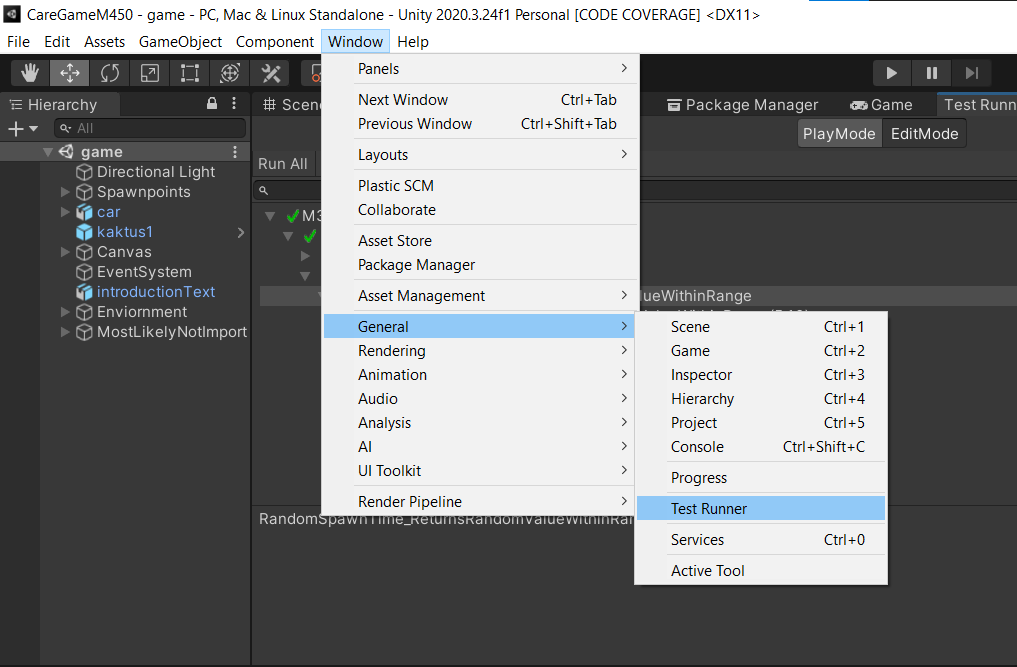 CareGameM450 - game - PC, Mac & Linux Standalone - Unity 2020.3.24f1 Personal [CODE COVERAGE] <DX11>
File Edit Assets GameObject Component Window Help
Hierarchy
All
game
Directional Light
Spawnpoints
car
kaktus1
Canvas
EventSystem
introductionText
Enviornment
MostLikelyNotImport
Scene
Package Manager
Game
Test Runn
PlayMode EditMode
Run All
M3
lueWithinRange
RandomSpawnTime_ReturnsRandomValueWithinRan
Panels
Next Window Ctrl+Tab
Previous Window Ctrl+Shift+Tab
Layouts
Plastic SCM
Collaborate
Asset Store
Package Manager
Asset Management
General
Rendering
Animation
Audio
Analysis
AI
UI Toolkit
Render Pipeline
Scene Ctrl+1
Game Ctrl+2
Inspector Ctrl+3
Hierarchy Ctrl+4
Project Ctrl+5
Console Ctrl+Shift+C
Progress
Test Runner
Services Ctrl+0
Active Tool